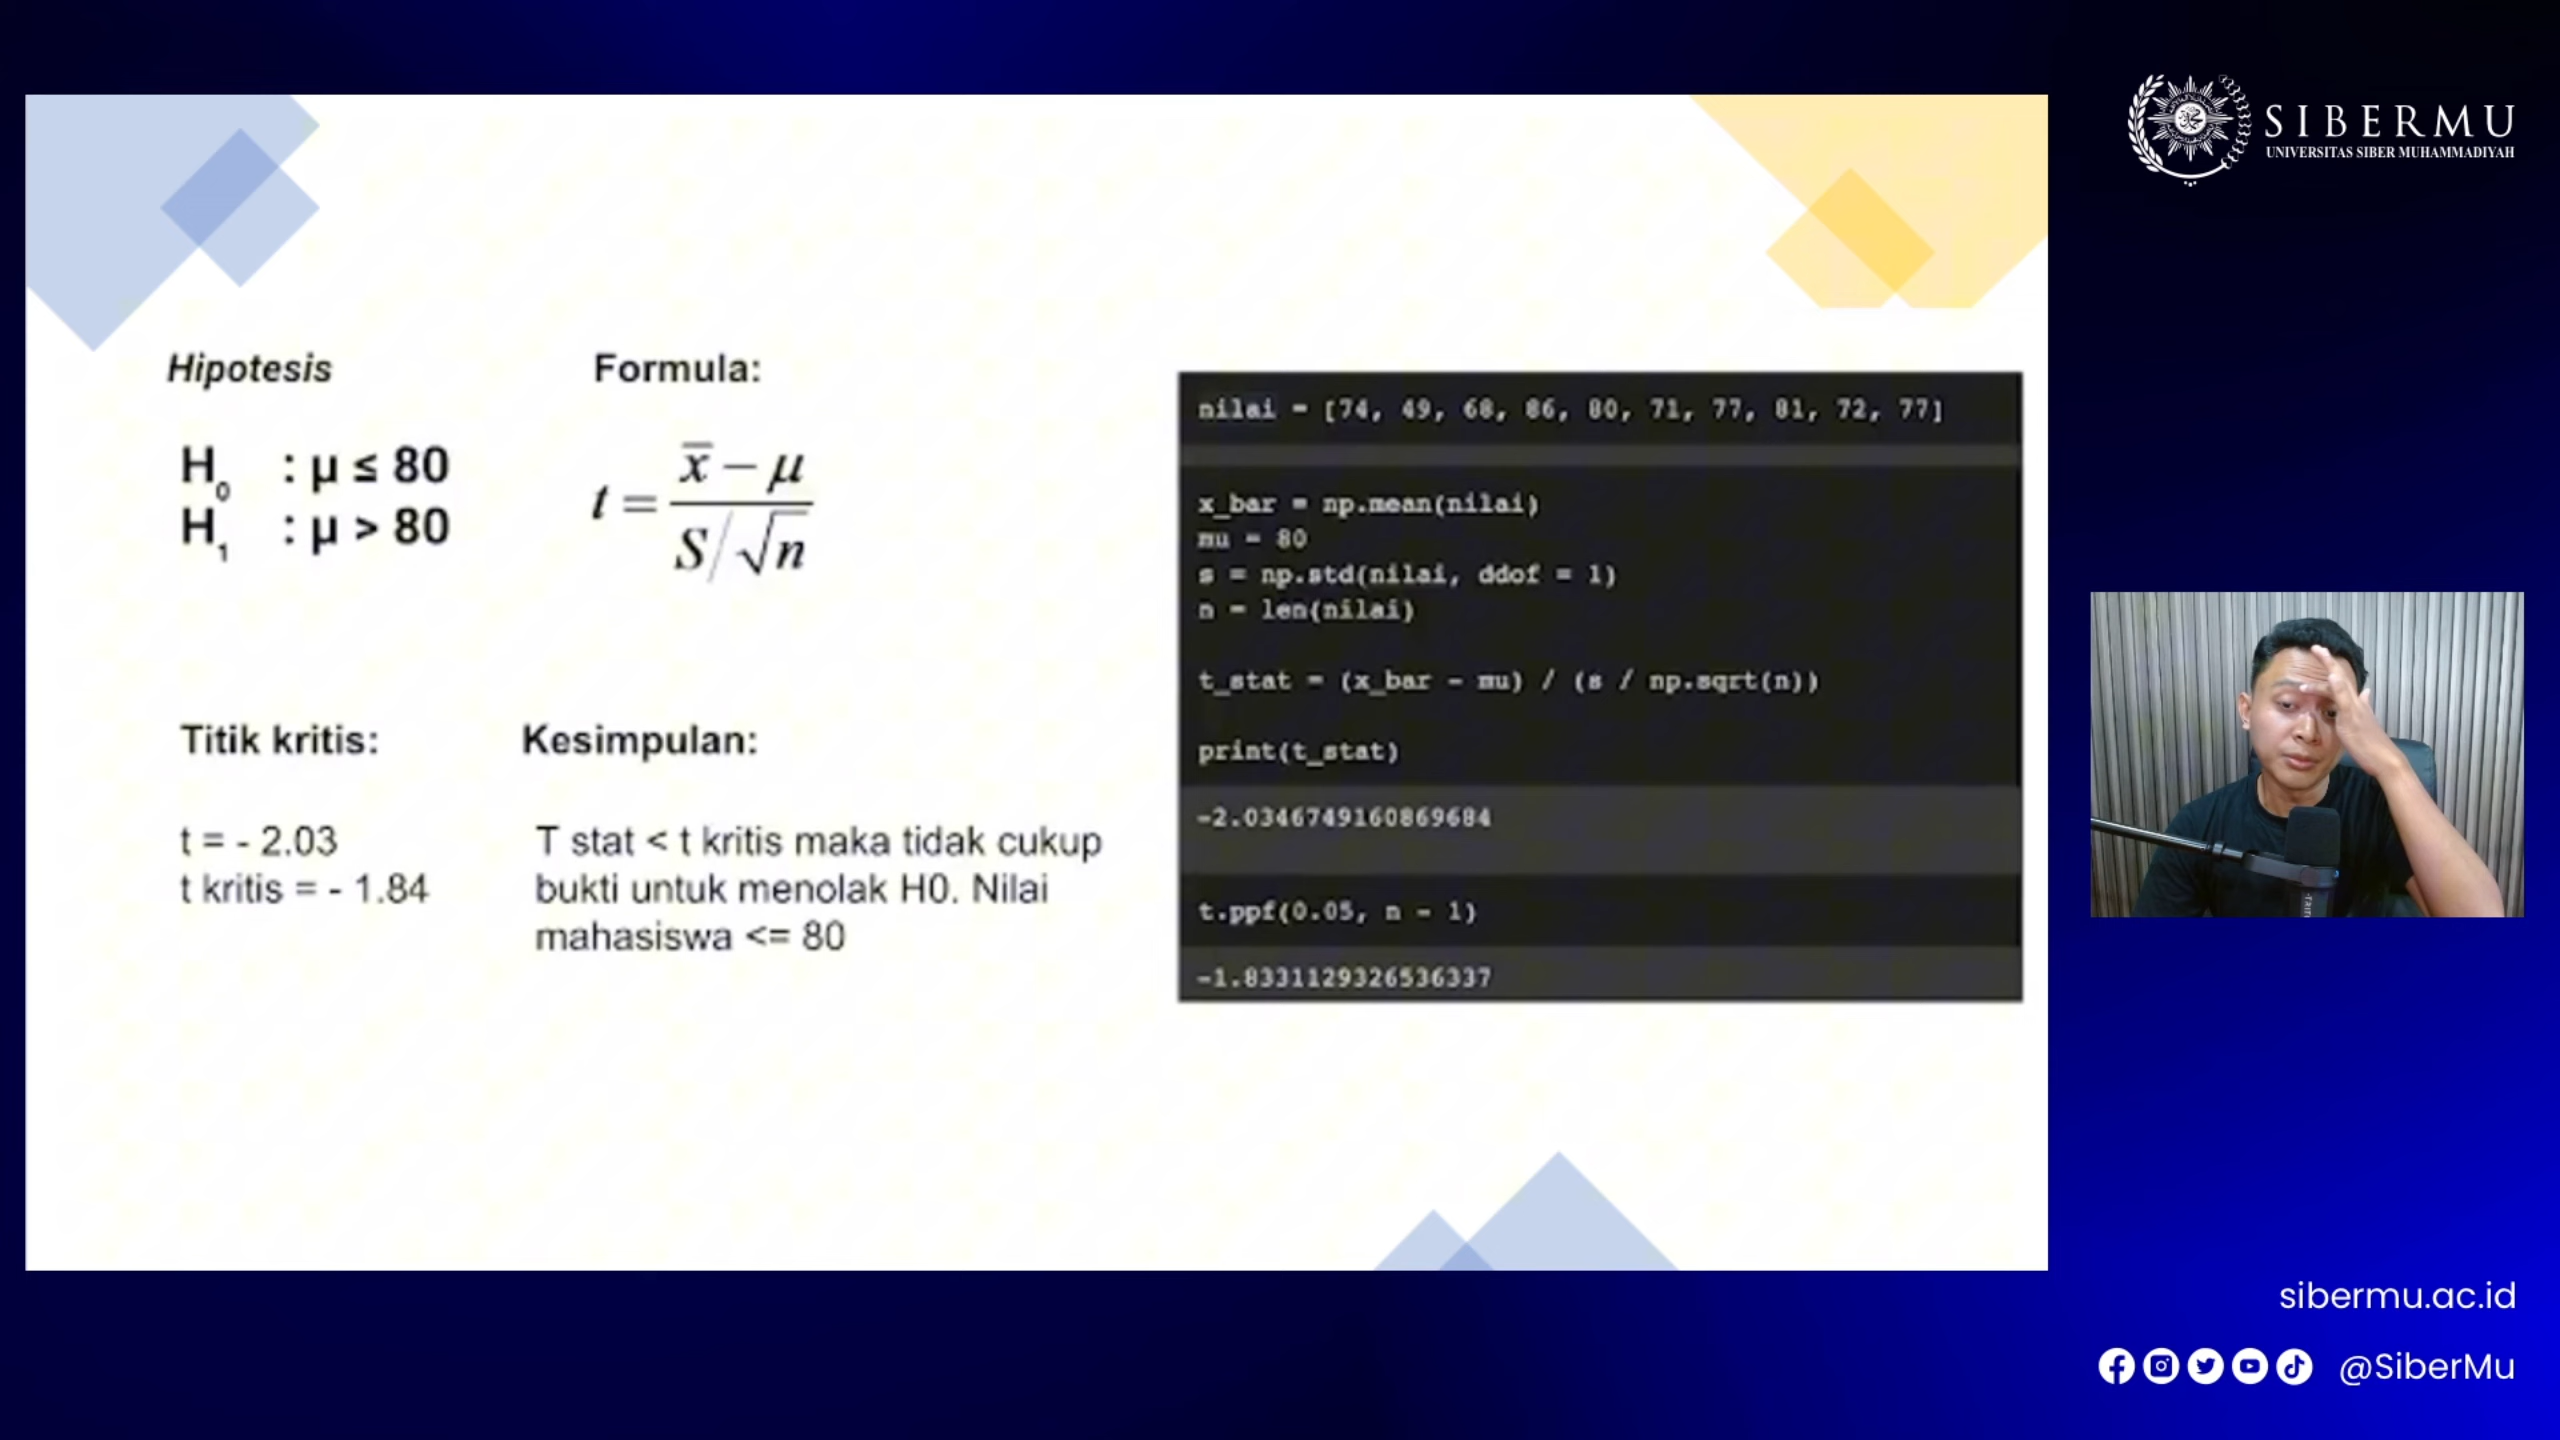 SIBERMU
UNIVERSITAS SIBER MUHAMMADIYAH
Hipotesis
H₀ : μ ≤ 80
H₁ : μ > 80
Formula:
t = x̅ − μ / S/√n
Titik kritis:
t = - 2.03
t kritis = - 1.84
Kesimpulan:
T stat < t kritis maka tidak cukup
bukti untuk menolak H0. Nilai
mahasiswa <= 80
nilai = [74, 49, 68, 86, 80, 71, 77, 81, 72, 77]
x_bar = np.mean(nilai)
mu = 80
s = np.std(nilai, ddof = 1)
n = len(nilai)
t_stat = (x_bar - mu) / (s / np.sqrt(n))
print(t_stat)
-2.0346749160869684
t.ppf(0.05, n - 1)
-1.8331129326536337
sibermu.ac.id
@SiberMu